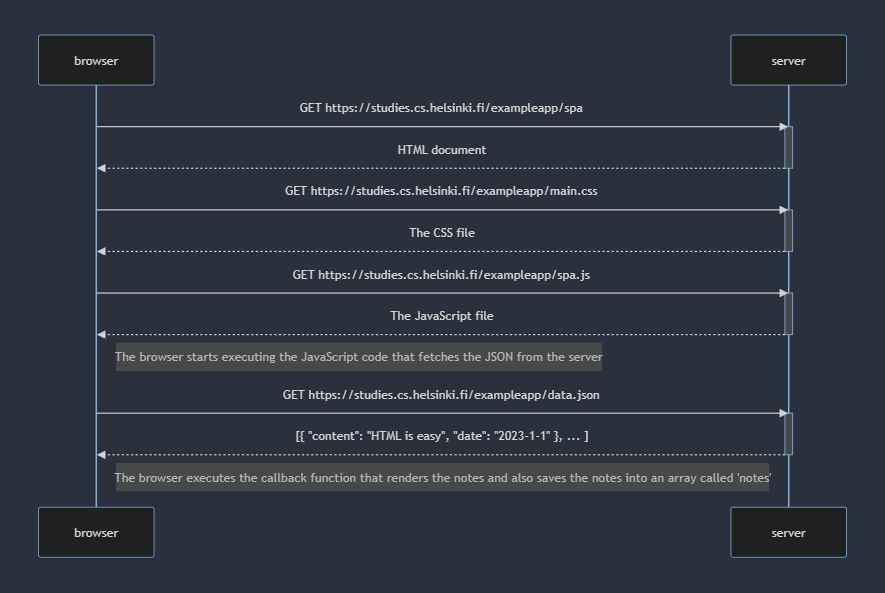 browser
server
GET https://studies.cs.helsinki.fi/exampleapp/spa
HTML document
GET https://studies.cs.helsinki.fi/exampleapp/main.css
The CSS file
GET https://studies.cs.helsinki.fi/exampleapp/spa.js
The JavaScript file
The browser starts executing the JavaScript code that fetches the JSON from the server
GET https://studies.cs.helsinki.fi/exampleapp/data.json
[{ "content": "HTML is easy", "date": "2023-1-1" }, ... ]
The browser executes the callback function that renders the notes and also saves the notes into an array called 'notes'
browser
server